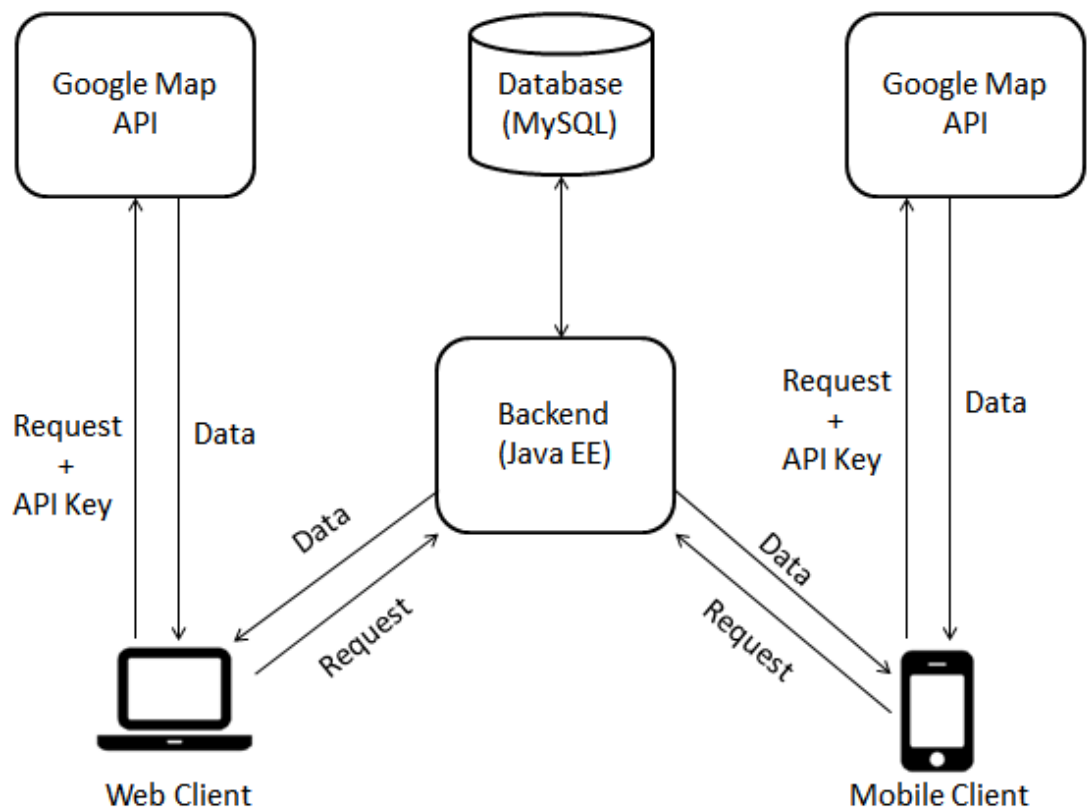 Google Map
API
Database
(MySQL)
Google Map
API
Request
+
API Key
Data
Backend
(Java EE)
Request
+
API Key
Data
Data
Request
Data
Request
Web Client
Mobile Client